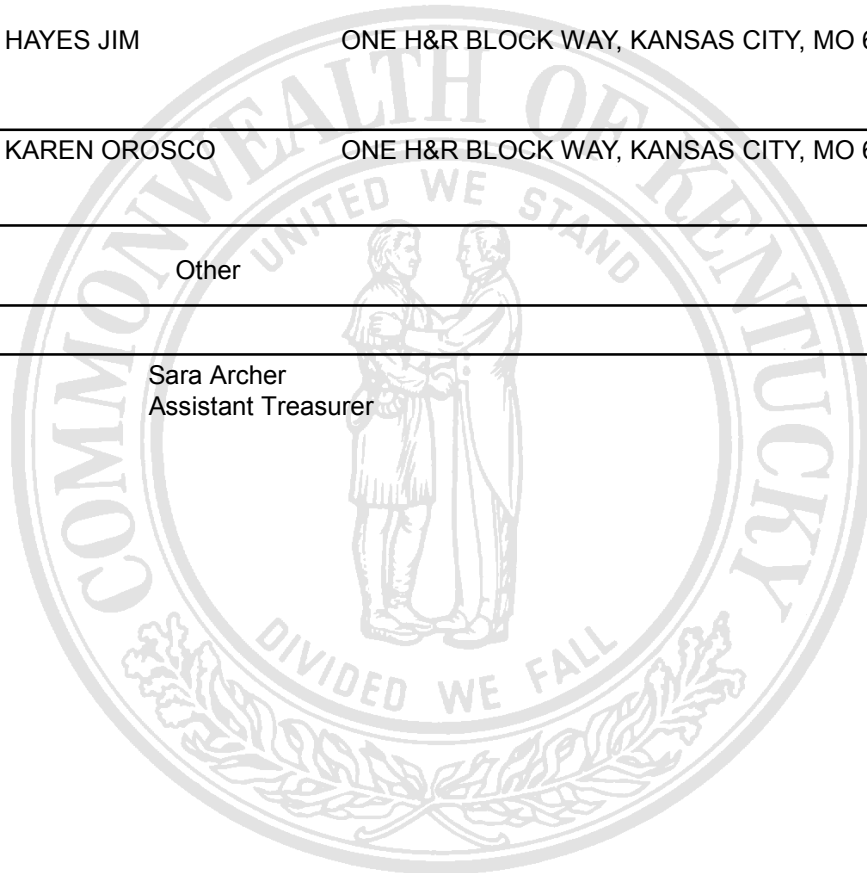 HAYES JIM ONE H&R BLOCK WAY, KANSAS CITY, MO
KAREN OROSCO ONE H&R BLOCK WAY, KANSAS CITY, MO
Other
Sara Archer
Assistant Treasurer
COMMONWEALTH OF KENTUCKY
UNITED WE STAND
DIVIDED WE FALL